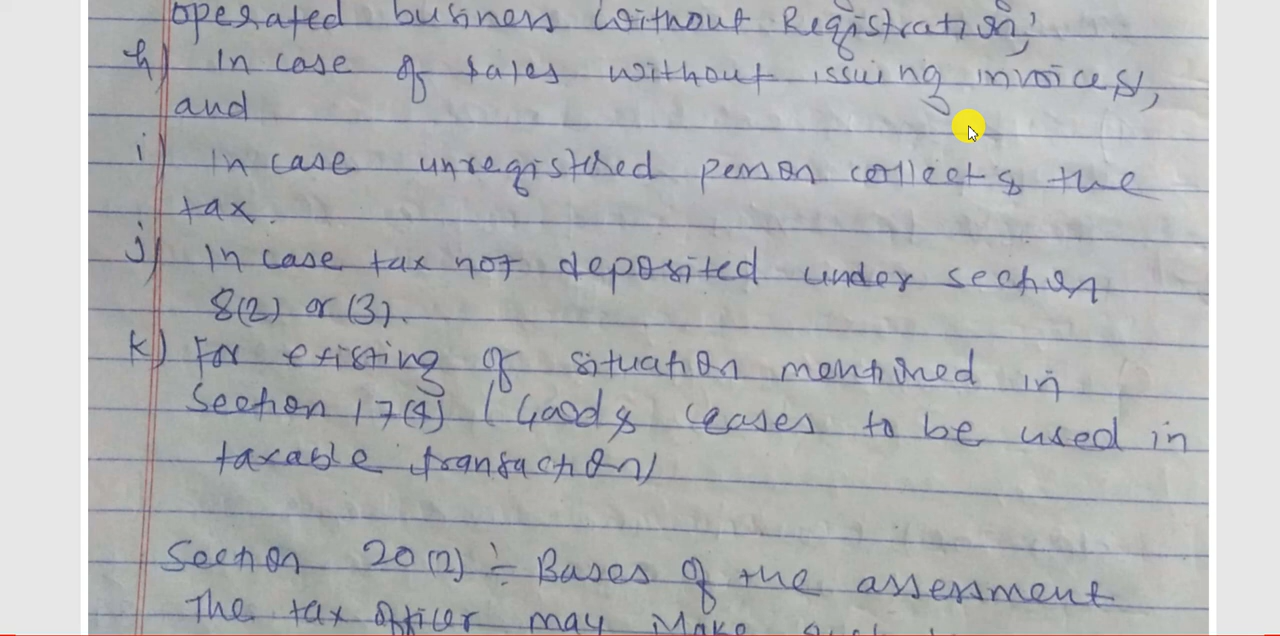 operated business without Registration,
h) In case of sales without issuing invoices,
and
i) In case unregistered person collects the
tax.
j) In case tax not deposited under section
8(2) or (3).
k) For existing of situation mentioned in
Section 17(4) (Goods ceases to be used in
taxable transaction)
Section 20(2) :- Bases of the assessment
The tax officer may make such